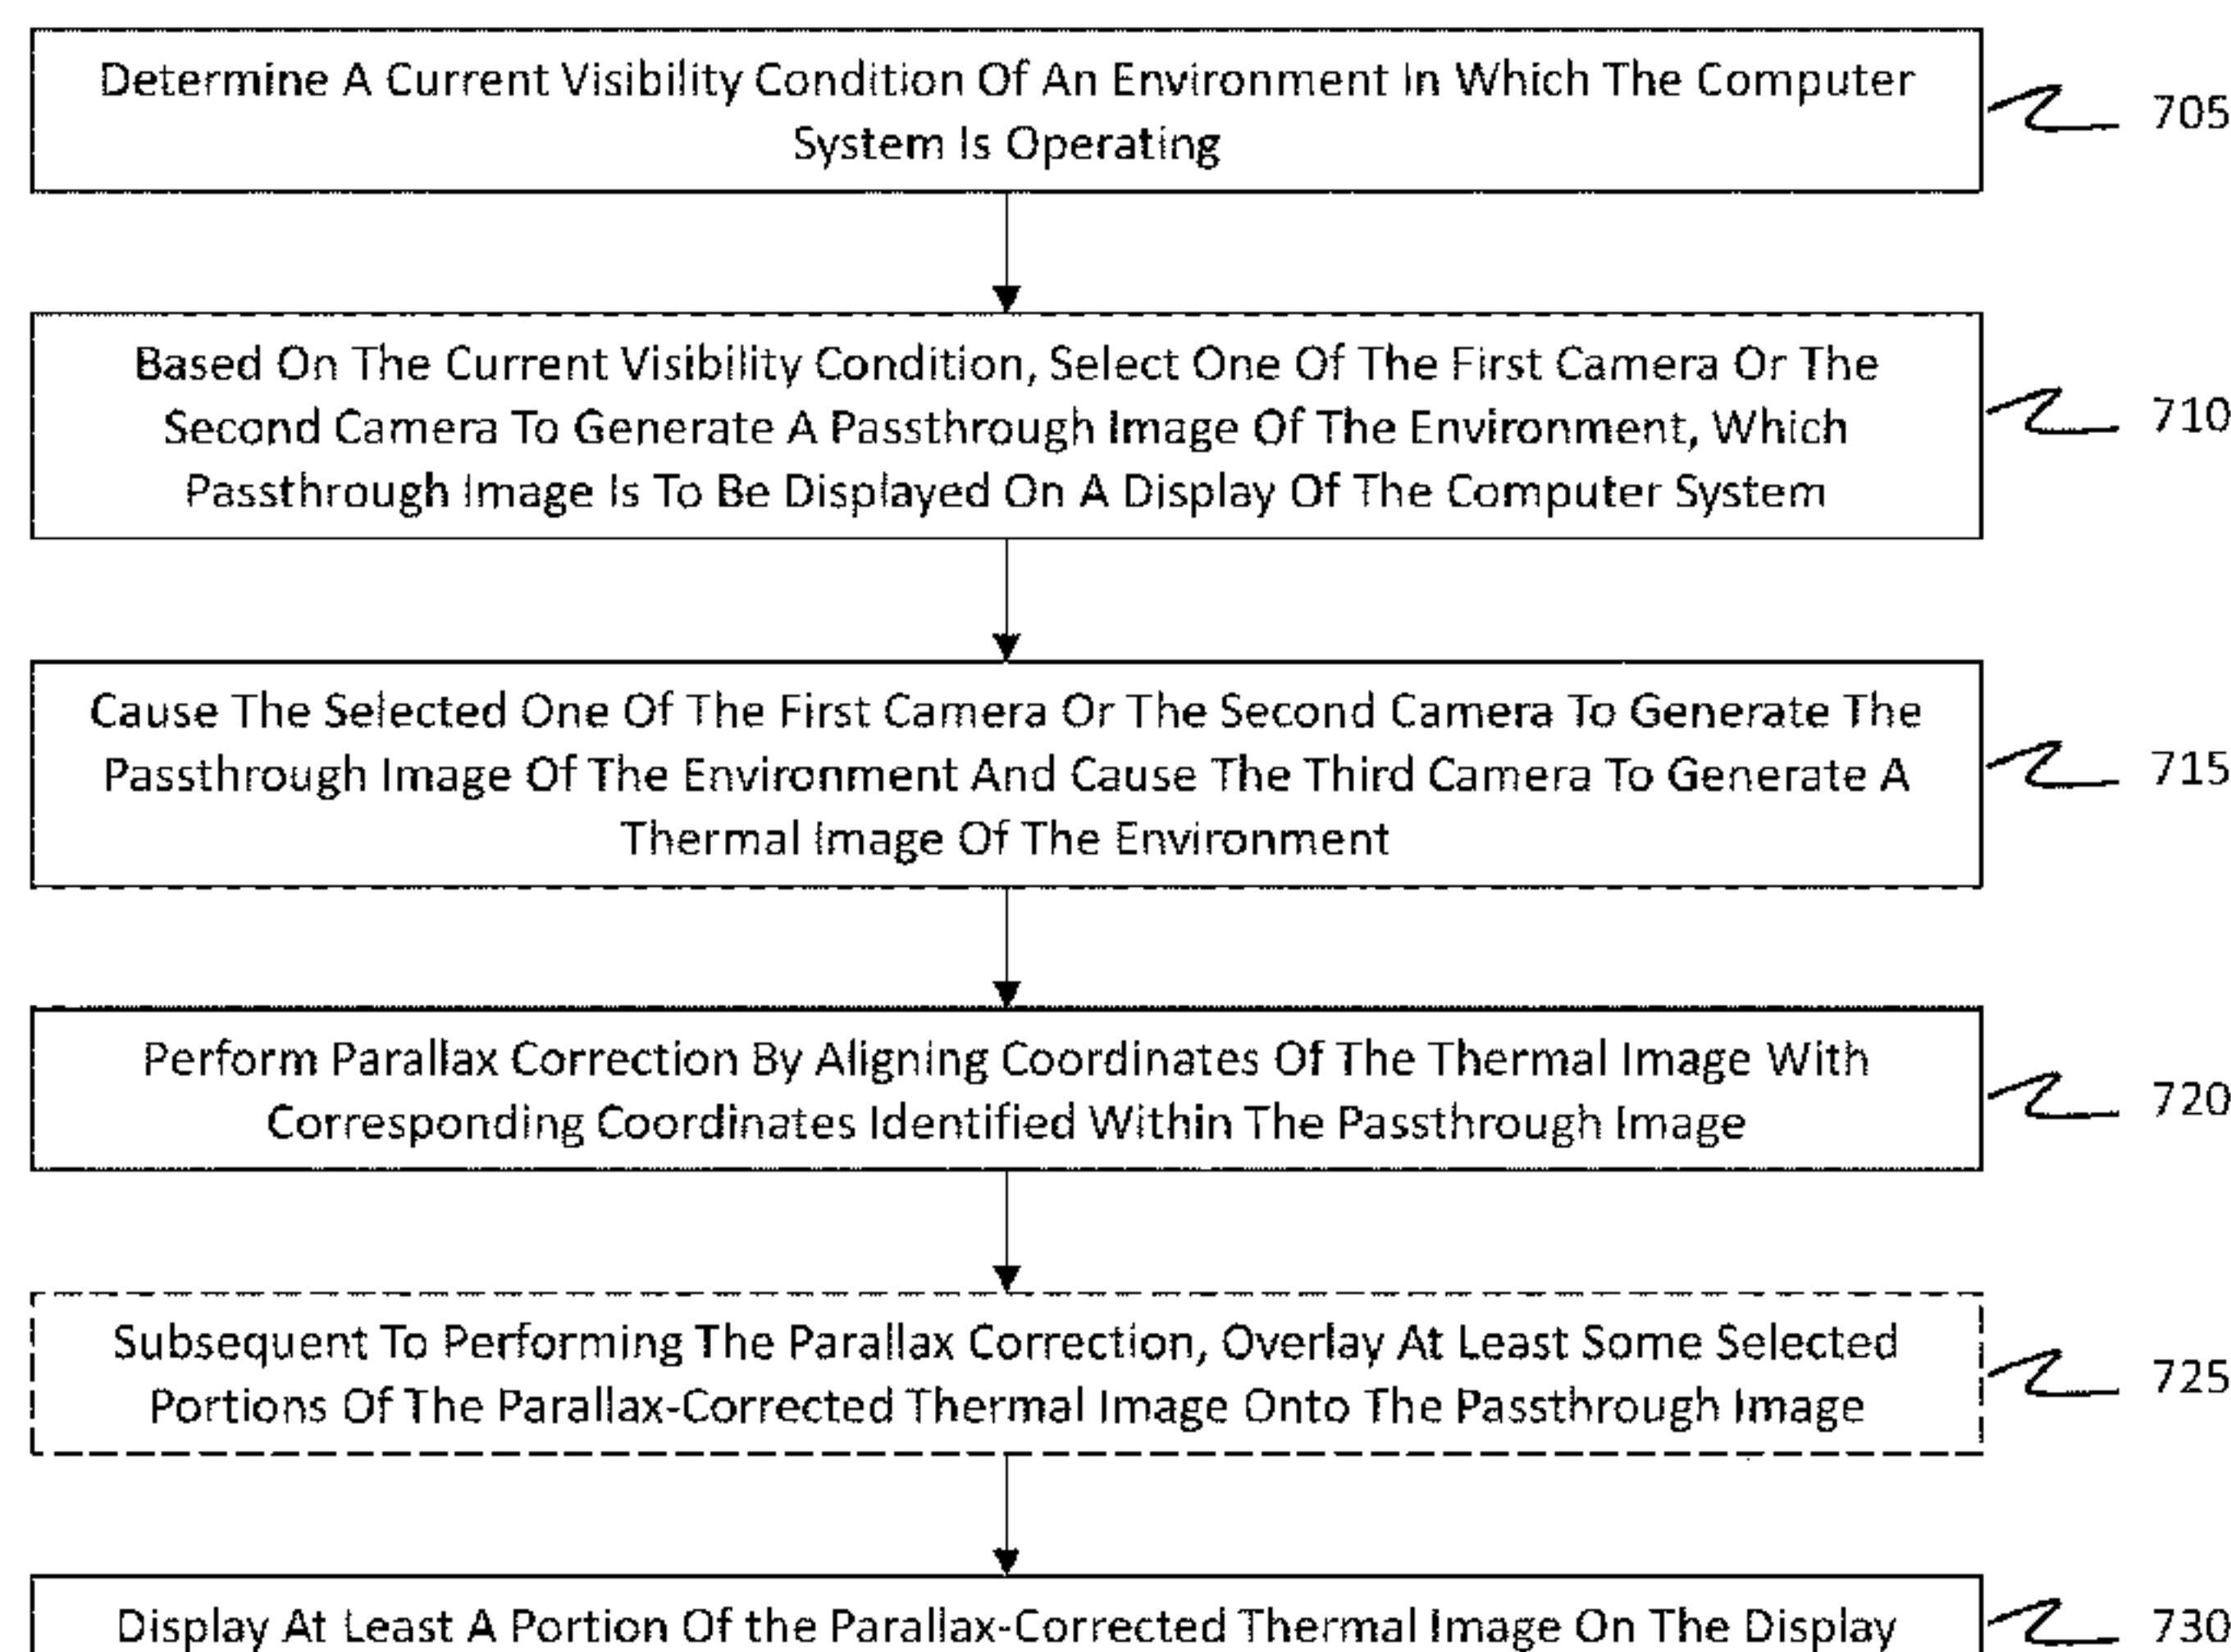 Determine A Current Visibility Condition Of An Environment In Which The Computer
System Is Operating
705
Based On The Current Visibility Condition, Select One Of The First Camera Or The
Second Camera To Generate A Passthrough Image Of The Environment, Which
Passthrough Image Is To Be Displayed On A Display Of The Computer System
710
Cause The Selected One Of The First Camera Or The Second Camera To Generate The
Passthrough Image Of The Environment And Cause The Third Camera To Generate A
Thermal Image Of The Environment
715
Perform Parallax Correction By Aligning Coordinates Of The Thermal Image With
Corresponding Coordinates Identified Within The Passthrough Image
720
Subsequent To Performing The Parallax Correction, Overlay At Least Some Selected
Portions Of The Parallax-Corrected Thermal Image Onto The Passthrough Image
725
Display At Least A Portion Of the Parallax-Corrected Thermal Image On The Display
730